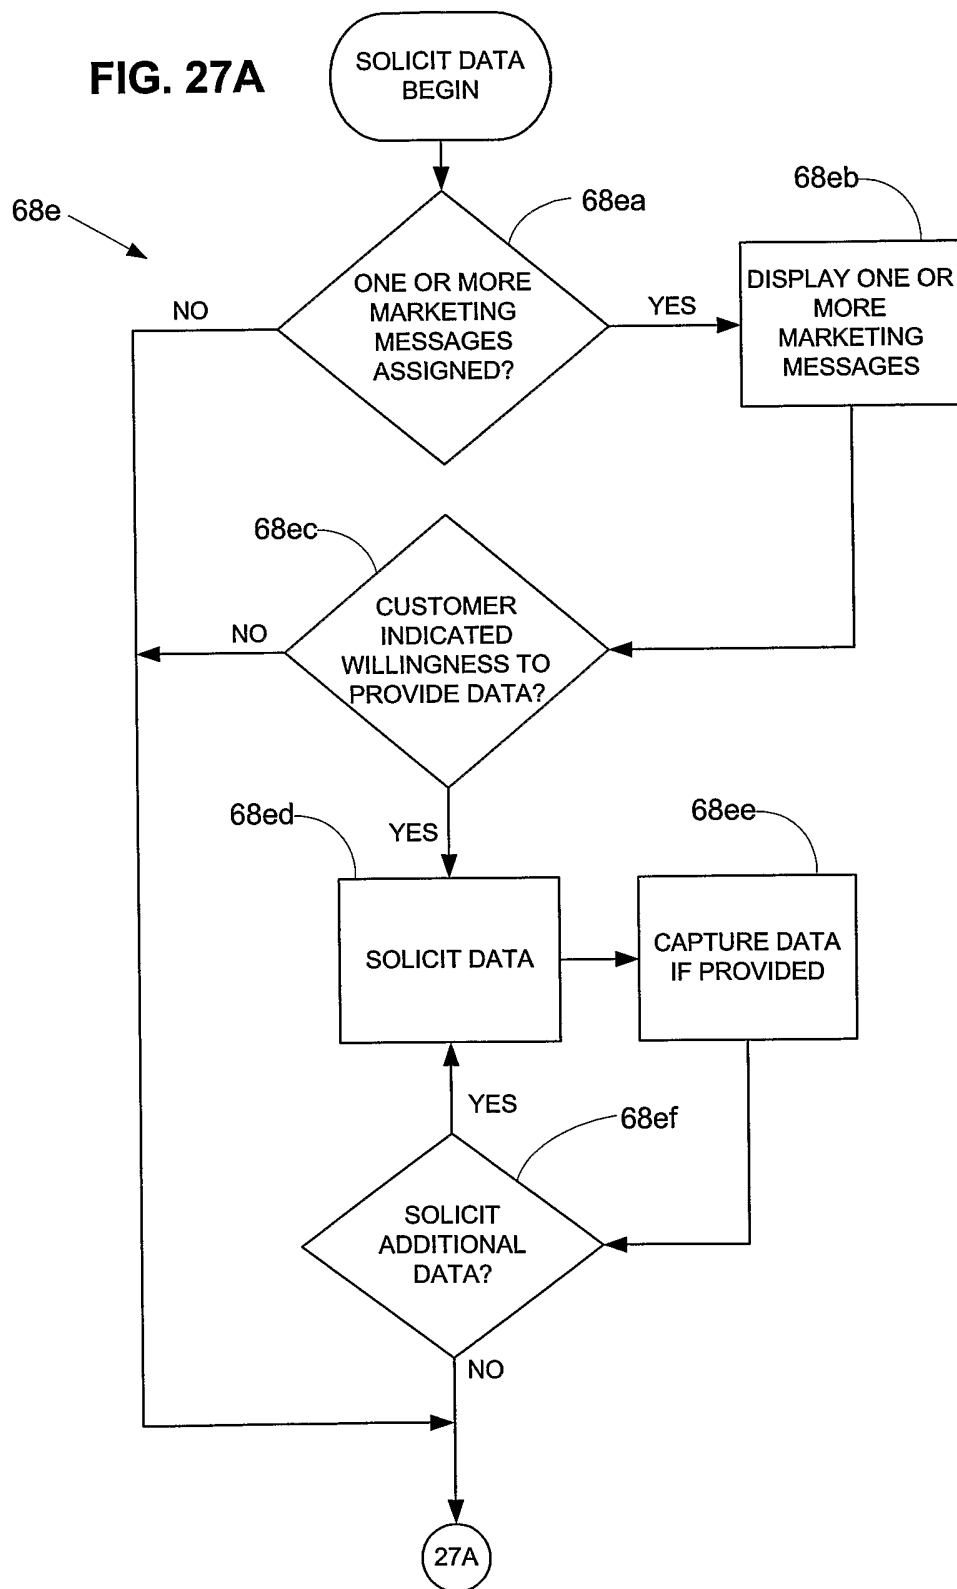 FIG. 27A
SOLICIT DATA
BEGIN
68e
68ea
68eb
ONE OR MORE
MARKETING
MESSAGES
ASSIGNED?
NO
YES
DISPLAY ONE OR
MORE
MARKETING
MESSAGES
68ec
CUSTOMER
INDICATED
WILLINGNESS TO
PROVIDE DATA?
NO
YES
68ed
68ee
SOLICIT DATA
CAPTURE DATA
IF PROVIDED
YES
68ef
SOLICIT
ADDITIONAL
DATA?
NO
27A